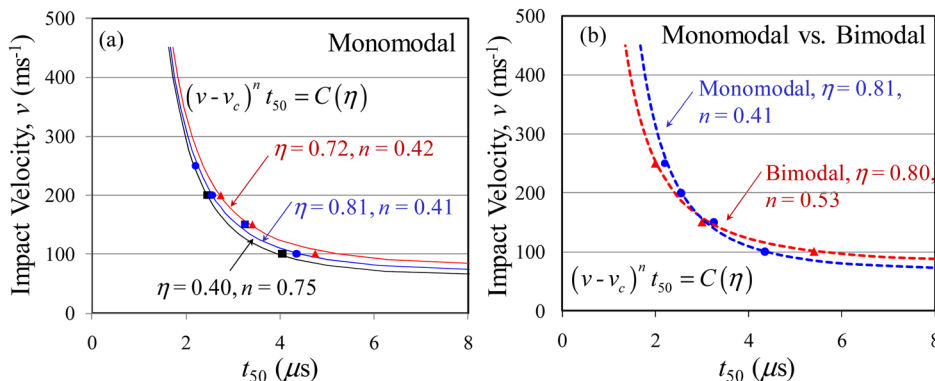 (a)
Monomodal
500
400
300
200
100
0
Impact Velocity, v (ms⁻¹)
(v - v_c)ⁿ t₅₀ = C(η)
η = 0.72, n = 0.42
η = 0.81, n = 0.41
η = 0.40, n = 0.75
0 2 4 6 8
t₅₀ (μs)
(b)
Monomodal vs. Bimodal
500
400
300
200
100
0
Impact Velocity, v (ms⁻¹)
Monomodal, η = 0.81,
n = 0.41
Bimodal, η = 0.80,
n = 0.53
(v - v_c)ⁿ t₅₀ = C(η)
0 2 4 6 8
t₅₀ (μs)